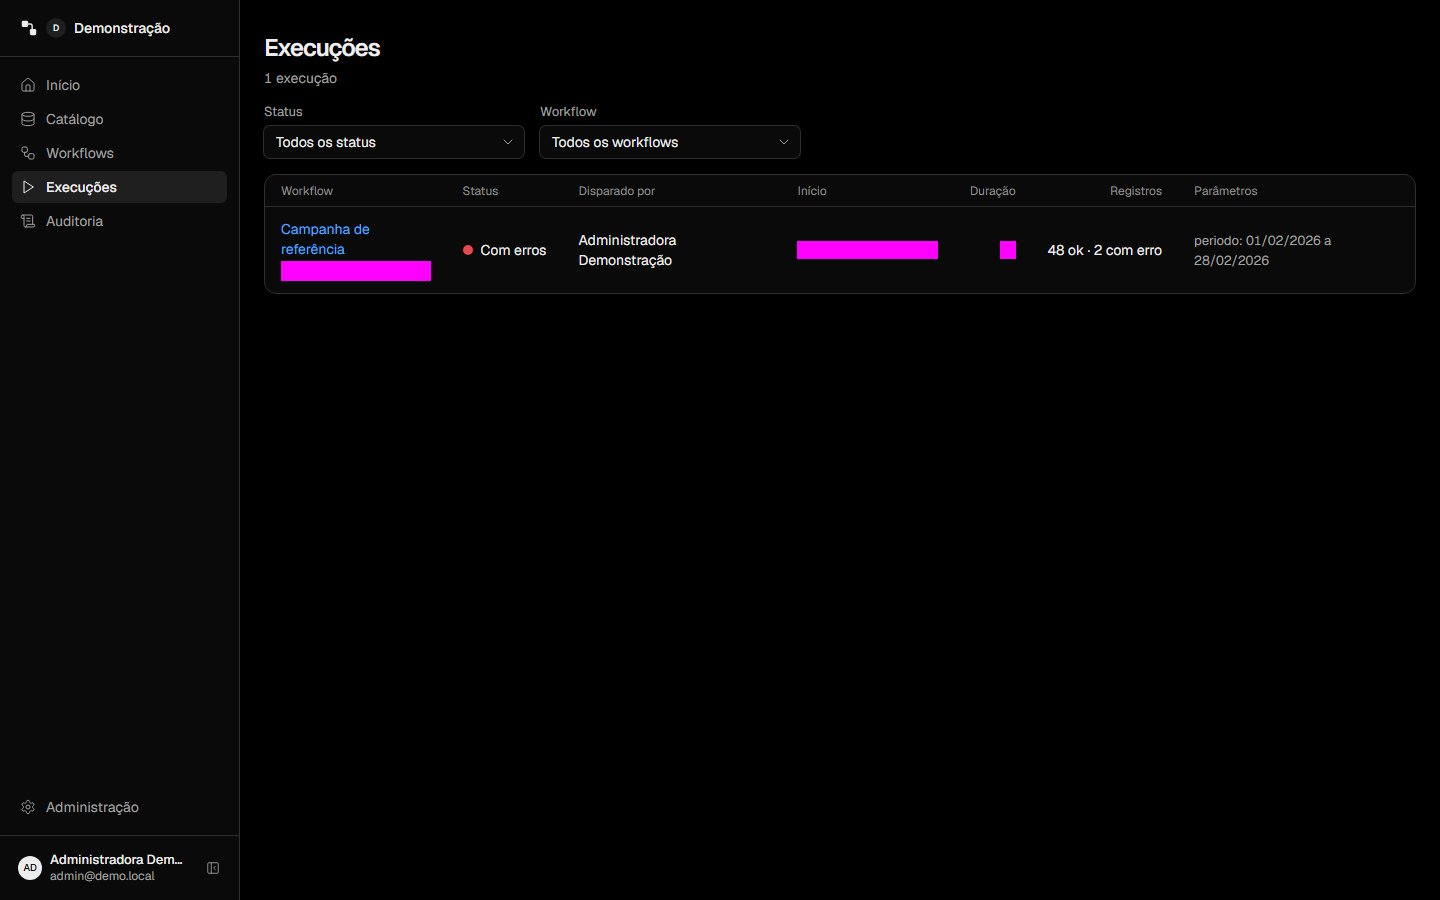 D Demonstração
Início
Catálogo
Workflows
Execuções
Auditoria
Administração
AD
Administradora Dem...
admin@demo.local
Execuções
1 execução
Status
Workflow
Todos os status
Todos os workflows
Workflow Status Disparado por Início Duração Registros Parâmetros
Campanha de
referência
Com erros
Administradora
Demonstração
48 ok · 2 com erro
periodo: 01/02/2026 a
28/02/2026